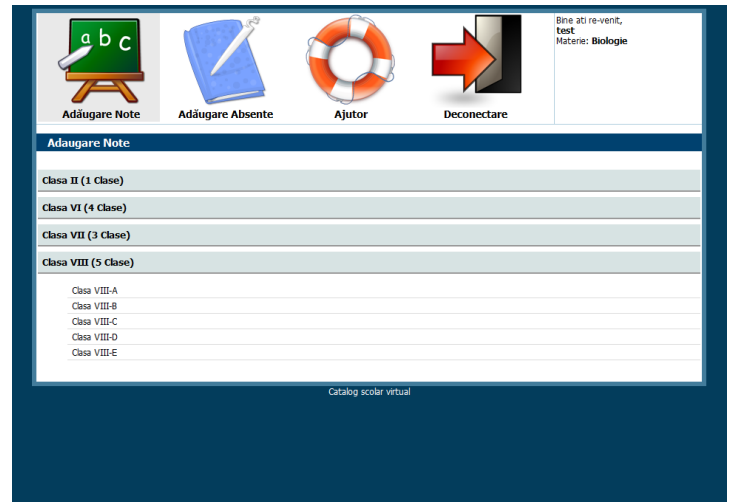 a b c
Adăugare Note
Adăugare Absente
Ajutor
Deconectare
Bine ati re-venit,
test
Materie: Biologie
Adaugare Note
Clasa II (1 Clase)
Clasa VI (4 Clase)
Clasa VII (3 Clase)
Clasa VIII (5 Clase)
Clasa VIII-A
Clasa VIII-B
Clasa VIII-C
Clasa VIII-D
Clasa VIII-E
Catalog scolar virtual